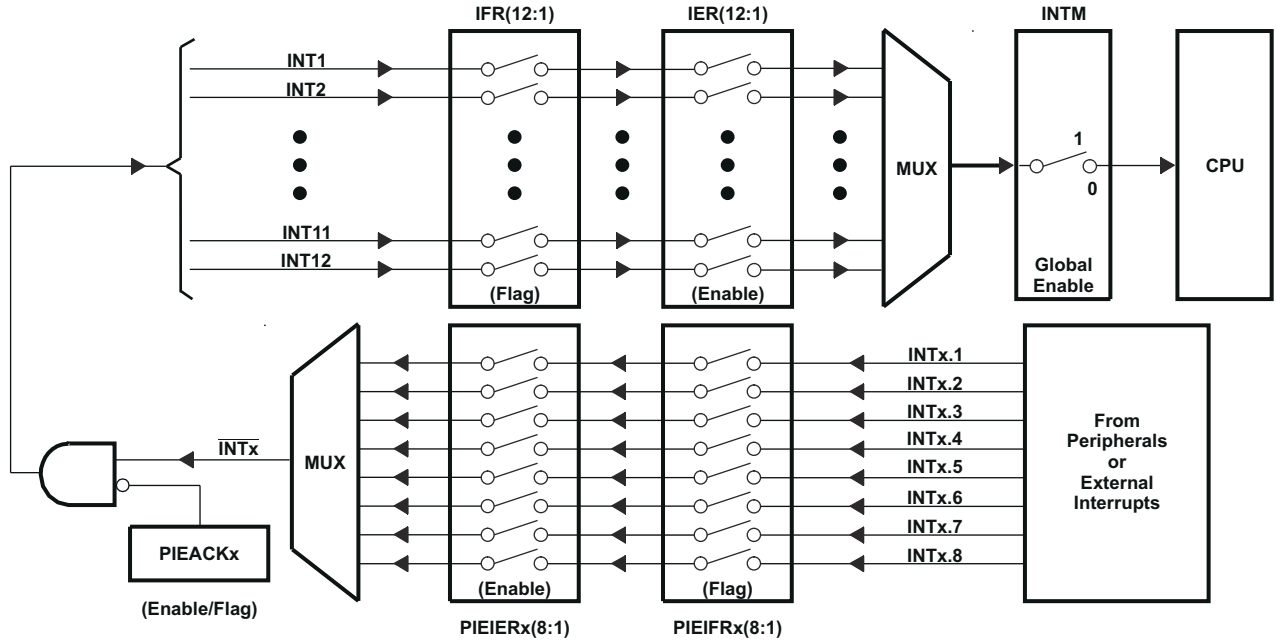 IFR(12:1)
IER(12:1)
INTM
INT1
INT2
1
MUX
CPU
0
INT11
INT12
Global
Enable
(Flag)
(Enable)
INTx.1
INTx.2
INTx.3
INTx.4
INTx.5
INTx.6
INTx.7
INTx.8
From
Peripherals
or
External
Interrupts
INTx
MUX
PIEACKx
(Enable)
(Flag)
(Enable/Flag)
PIEIERx(8:1)
PIEIFRx(8:1)